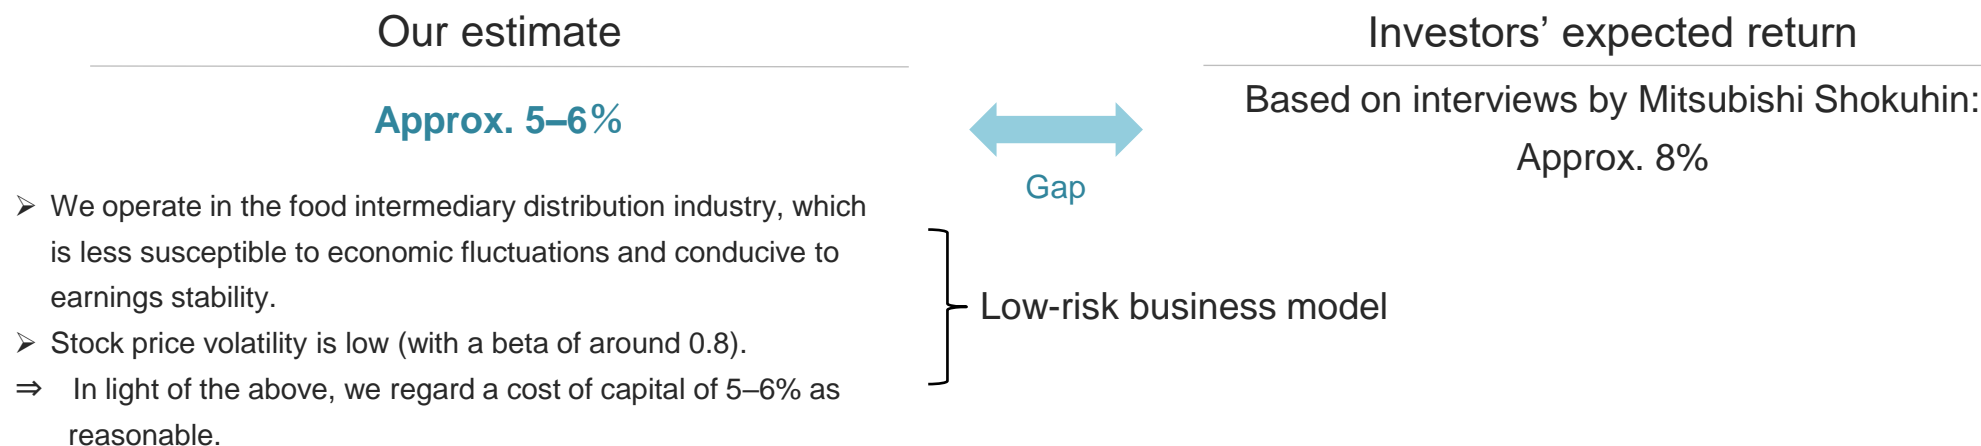 Our estimate
Approx. 5–6%
➢ We operate in the food intermediary distribution industry, which
is less susceptible to economic fluctuations and conducive to
earnings stability.
➢ Stock price volatility is low (with a beta of around 0.8).
⇒ In light of the above, we regard a cost of capital of 5–6% as
reasonable.
Gap
Low-risk business model
Investors’ expected return
Based on interviews by Mitsubishi Shokuhin:
Approx. 8%